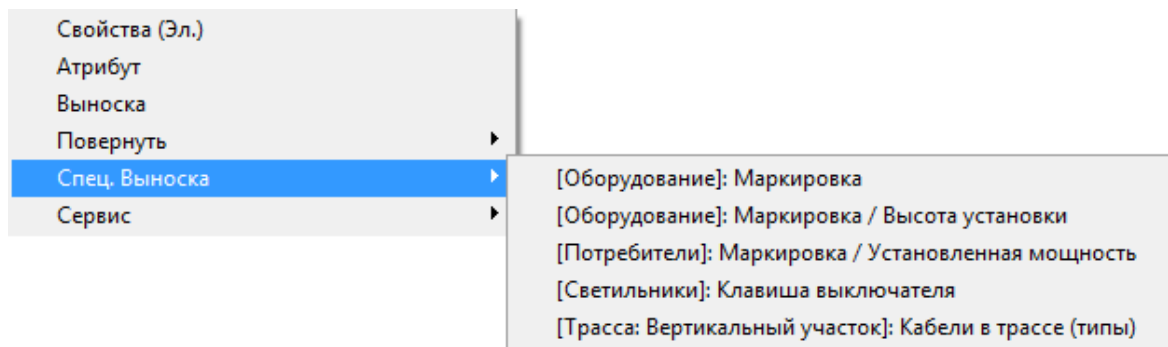 Свойства (Эл.)
Атрибут
Выноска
Повернуть
Спец. Выноска
Сервис
[Оборудование]: Маркировка
[Оборудование]: Маркировка / Высота установки
[Потребители]: Маркировка / Установленная мощность
[Светильники]: Клавиша выключателя
[Трасса: Вертикальный участок]: Кабели в трассе (типы)